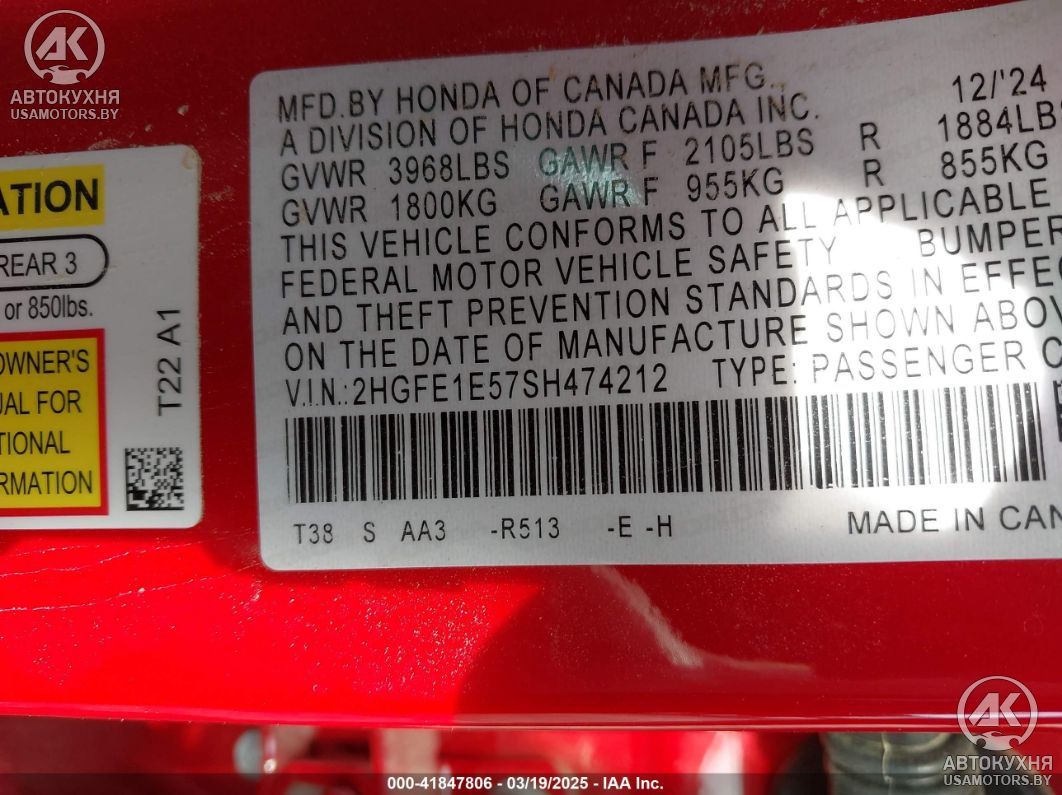 АК
АВТОКУХНЯ
USAMOTORS.BY
ATION
REAR 3
or 850lbs.
OWNER'S
UAL FOR
TIONAL
RMATION
T22 A1
MFD.BY HONDA OF CANADA MFG., 12/'24
A DIVISION OF HONDA CANADA INC.
GVWR 3968LBS GAWR F 2105LBS R 1884LB
GVWR 1800KG GAWR F 955KG R 855KG
THIS VEHICLE CONFORMS TO ALL APPLICABLE
FEDERAL MOTOR VEHICLE SAFETY BUMPER
AND THEFT PREVENTION STANDARDS IN EFFEC
ON THE DATE OF MANUFACTURE SHOWN ABOV
V.I.N.:2HGFE1E57SH474212 TYPE: PASSENGER C
T38 S AA3 -R513 -E -H MADE IN CAN
АК
АВТОКУХНЯ
USAMOTORS.BY
000-41847806 - 03/19/2025 - IAA Inc.